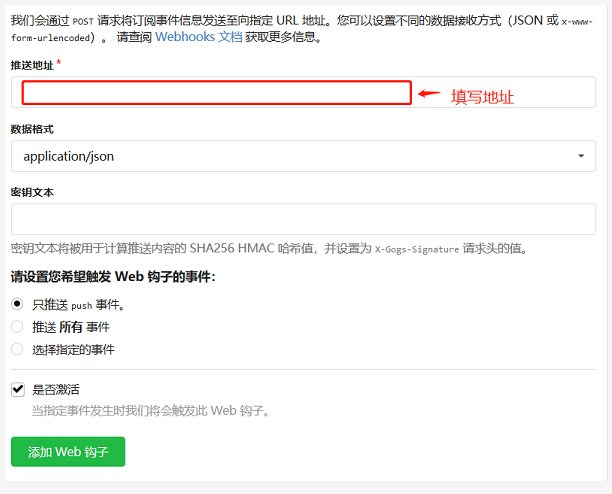 我们会通过 POST 请求将订阅事件信息发送至向指定 URL 地址。您可以设置不同的数据接收方式（JSON 或 x-www-
form-urlencoded）。 请查阅 Webhooks 文档 获取更多信息。
推送地址 *
填写地址
数据格式
application/json
密钥文本
密钥文本将被用于计算推送内容的 SHA256 HMAC 哈希值，并设置为 X-Gogs-Signature 请求头的值。
请设置您希望触发 Web 钩子的事件：
只推送 push 事件。
推送 所有 事件
选择指定的事件
是否激活
当指定事件发生时我们将会触发此 Web 钩子。
添加 Web 钩子